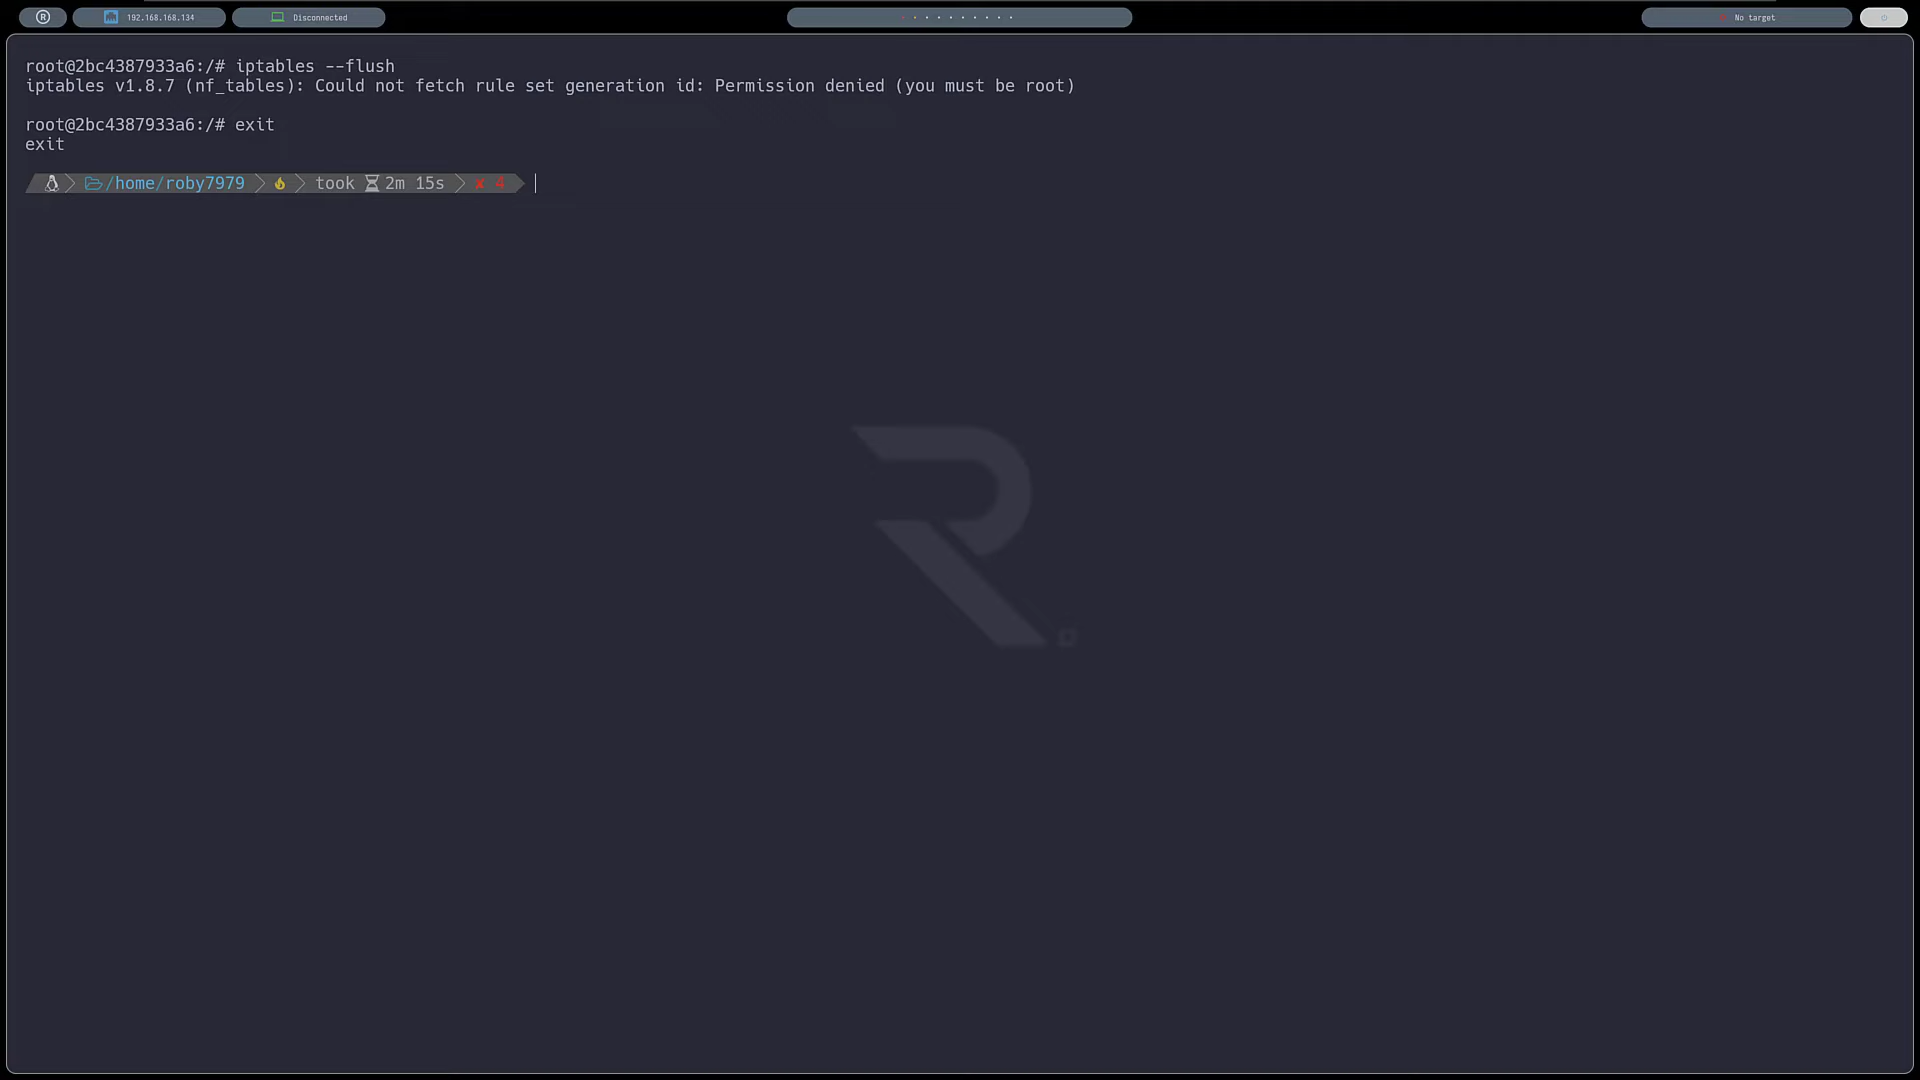 R 192.168.168.134 Disconnected No target
root@2bc4387933a6:/# iptables --flush
iptables v1.8.7 (nf_tables): Could not fetch rule set generation id: Permission denied (you must be root)
root@2bc4387933a6:/# exit
exit
/home/roby7979 took 2m 15s ✘ 4
R